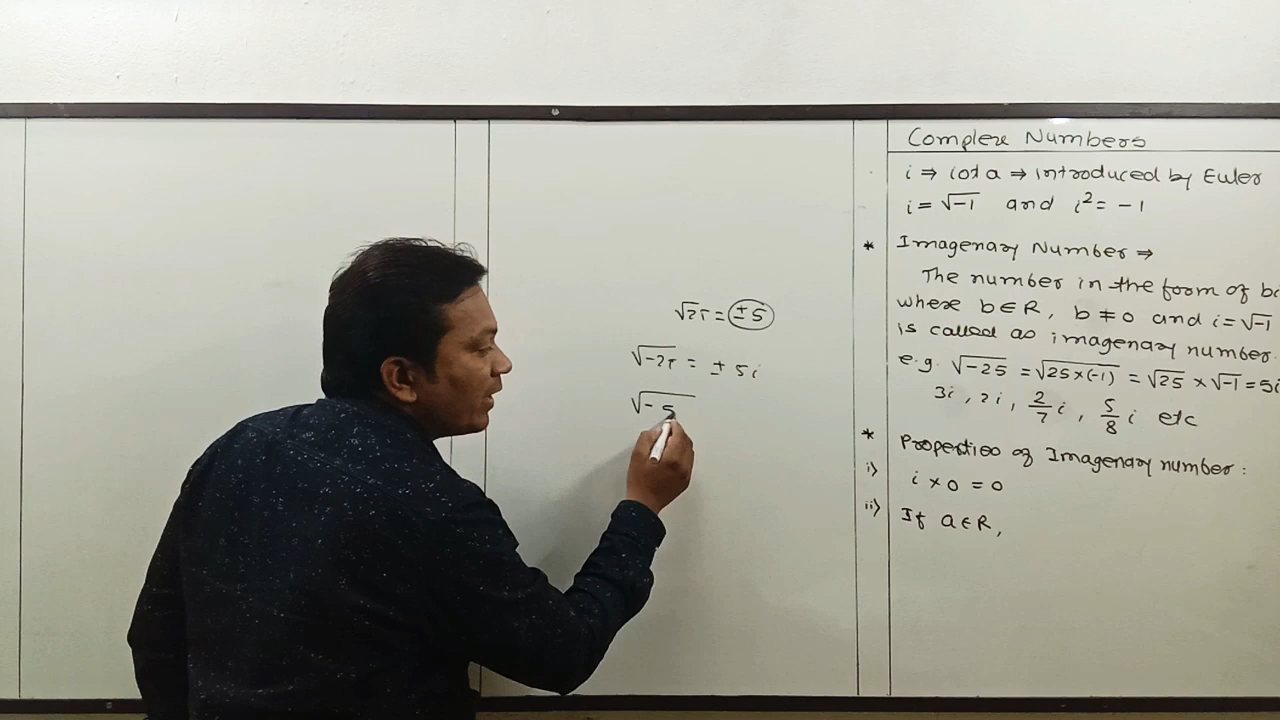 √25 = ±5
√-25 = ±5i
√-5
Complex Numbers
i ⇒ iota ⇒ introduced by Euler
i = √-1 and i² = -1
* Imagenary Number ⇒
The number in the form of b
where b∈R, b ≠ 0 and i = √-1
is called as imagenary number.
e.g. √-25 = √25×(-1) = √25 × √-1 = 5i
3i, 2i, 2/7 i, 5/8 i etc
* Properties of Imagenary number :
i) i × 0 = 0
ii) If a∈R,